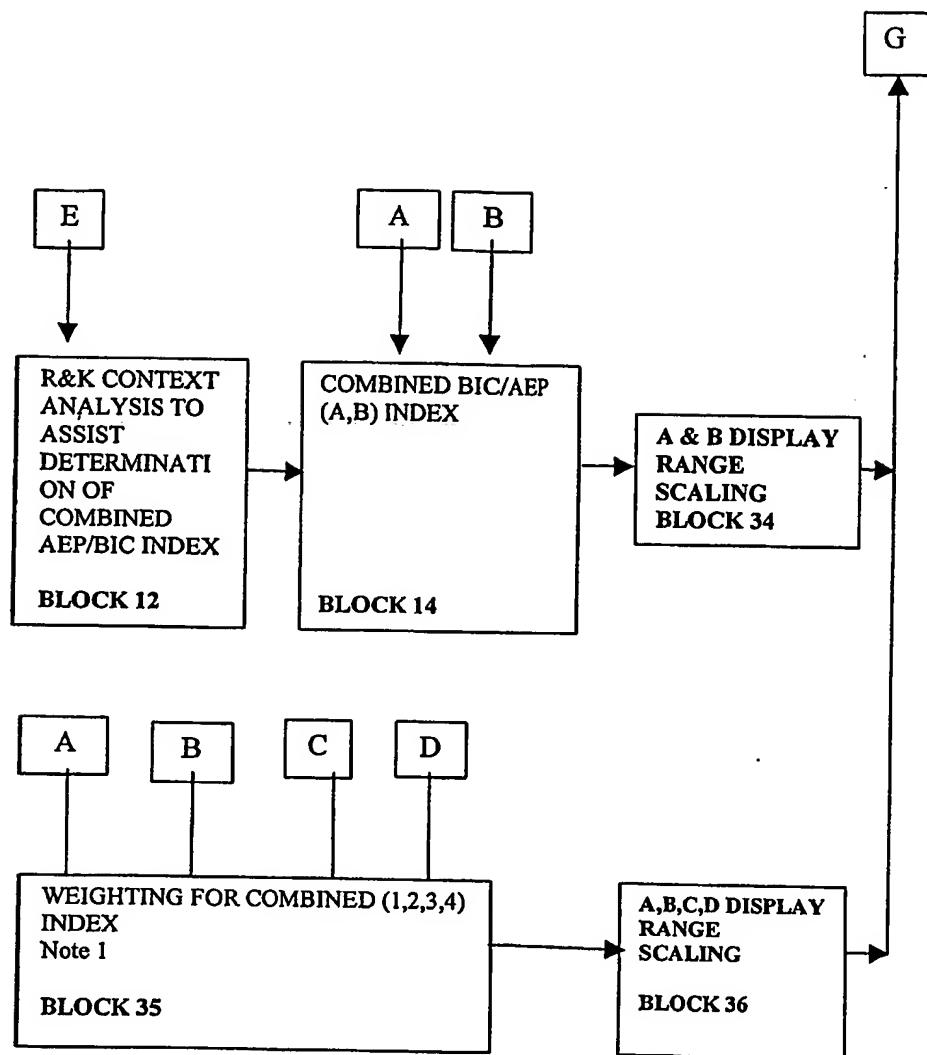 G
E
A
B
R&K CONTEXT
ANALYSIS TO
ASSIST
DETERMINATI
ON OF
COMBINED
AEP/BIC INDEX
BLOCK 12
COMBINED BIC/AEP
(A,B) INDEX
BLOCK 14
A & B DISPLAY
RANGE
SCALING
BLOCK 34
A
B
C
D
WEIGHTING FOR COMBINED (1,2,3,4)
INDEX
Note 1
BLOCK 35
A,B,C,D DISPLAY
RANGE
SCALING
BLOCK 36